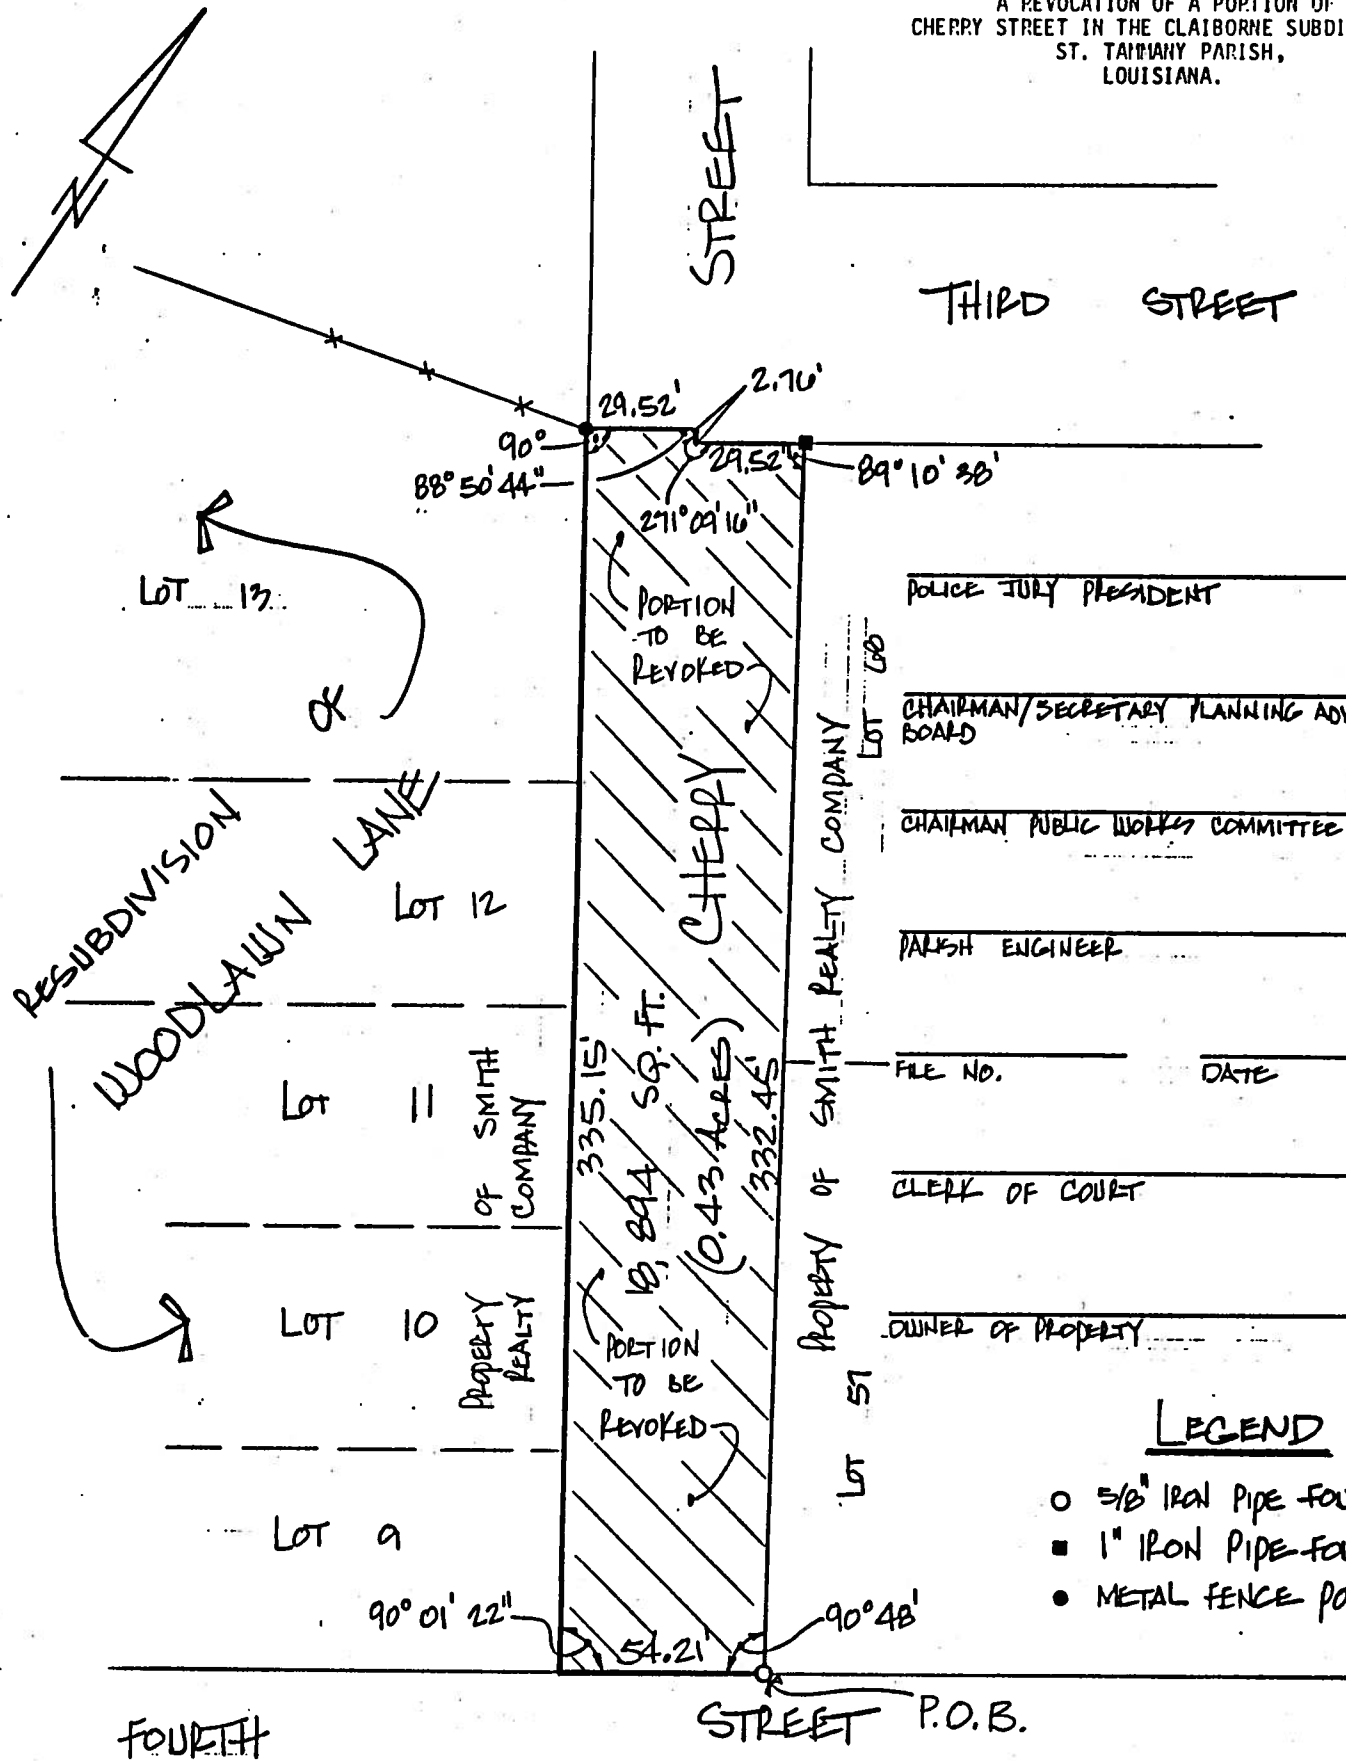 A REVOCATION OF A PORTION OF
CHERRY STREET IN THE CLAIBORNE SUBDI
ST. TAMMANY PARISH,
LOUISIANA.
N
STREET
THIRD STREET
2.76'
29.52'
90°
88° 50' 44"
29.52'
89° 10' 38'
271° 09' 16"
LOT 13
PORTION
TO BE
REVOKED
POLICE JURY PRESIDENT
LOT
CHAIRMAN/SECRETARY PLANNING ADV
BOARD
CHAIRMAN PUBLIC WORKS COMMITTEE
PARISH ENGINEER
FILE NO. DATE
CLERK OF COURT
OWNER OF PROPERTY
RESUBDIVISION OF
WOODLAWN LANE
LOT 12
LOT 11
LOT 10
LOT 9
PROPERTY OF SMITH
REALTY COMPANY
335.15'
18,894 SQ. FT.
(0.43 ACRES)
CHERRY
332.45'
PROPERTY OF SMITH REALTY COMPANY
LOT 57
PORTION
TO BE
REVOKED
LEGEND
5/8" IRON PIPE FOU
1" IRON PIPE FOU
METAL FENCE PO
90° 01' 22"
54.21'
90° 48'
FOURTH STREET
P.O.B.